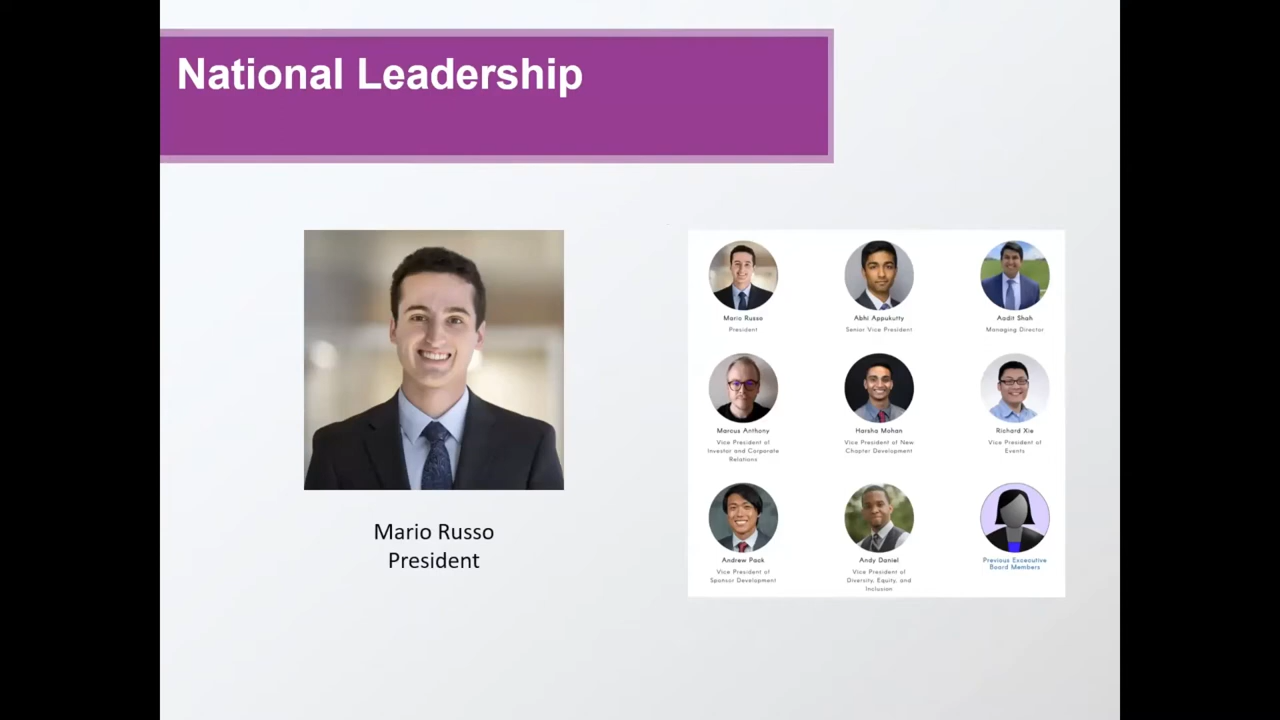 National Leadership
Mario Russo
President
Mario Russo
President
Abhi Appukutty
Senior Vice President
Aadit Shah
Managing Director
Marcus Anthony
Vice President of
Investor and Corporate
Relations
Harsha Mohan
Vice President of New
Chapter Development
Richard Xie
Vice President of
Events
Andrew Pack
Vice President of
Sponsor Development
Andy Daniel
Vice President of
Diversity, Equity, and
Inclusion
Previous Excecutive
Board Members